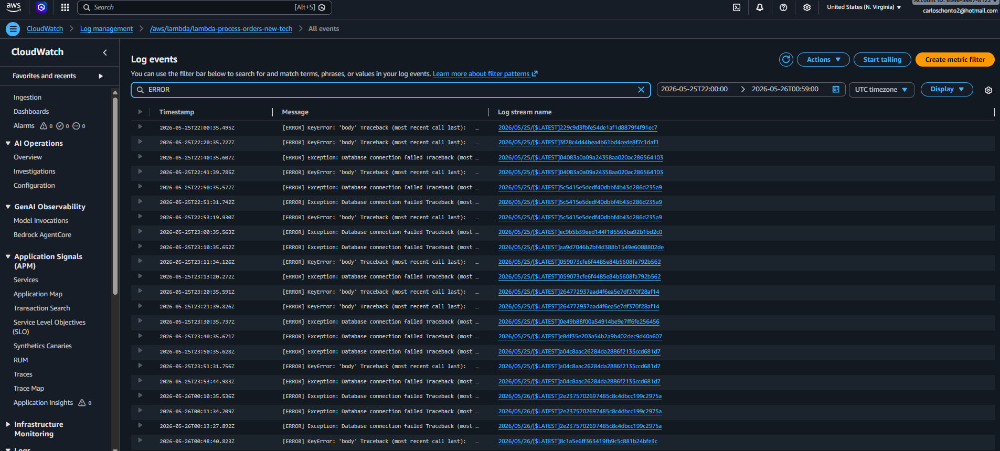 aws
Search [Alt+S]
United States (N. Virginia)
carloschonto2@hotmail.com
CloudWatch
Log management
/aws/lambda/lambda-process-orders-new-tech
All events
CloudWatch
Favorites and recents
Ingestion
Dashboards
Alarms 0 0 0
AI Operations
Overview
Investigations
Configuration
GenAI Observability
Model Invocations
Bedrock AgentCore
Application Signals
(APM)
Services
Application Map
Transaction Search
Service Level Objectives
(SLO)
Synthetics Canaries
RUM
Traces
Trace Map
Application Insights 0
Infrastructure
Monitoring
Logs
Log events
Actions
Start tailing
Create metric filter
You can use the filter bar below to search for and match terms, phrases, or values in your log events. Learn more about filter patterns
ERROR
2026-05-25T22:00:00
2026-05-26T00:59:00
UTC timezone
Display
Timestamp Message Log stream name
2026-05-25T22:00:35.495Z [ERROR] KeyError: 'body' Traceback (most recent call last): … 2026/05/25/[$LATEST]229c9d3fbfe54de1af1d8879f4f91ec7
2026-05-25T22:20:35.727Z [ERROR] KeyError: 'body' Traceback (most recent call last): … 2026/05/25/[$LATEST]3f28c4d44bea4b61bd4cede8f7c1daf1
2026-05-25T22:40:35.607Z [ERROR] Exception: Database connection failed Traceback (most … 2026/05/25/[$LATEST]04083a0a09a24358aa020ac286564103
2026-05-25T22:41:39.785Z [ERROR] KeyError: 'body' Traceback (most recent call last): … 2026/05/25/[$LATEST]04083a0a09a24358aa020ac286564103
2026-05-25T22:50:35.577Z [ERROR] Exception: Database connection failed Traceback (most … 2026/05/25/[$LATEST]5c5415e5dedf40dbbf4b43d286d235a9
2026-05-25T22:51:31.742Z [ERROR] Exception: Database connection failed Traceback (most … 2026/05/25/[$LATEST]5c5415e5dedf40dbbf4b43d286d235a9
2026-05-25T22:53:19.930Z [ERROR] KeyError: 'body' Traceback (most recent call last): … 2026/05/25/[$LATEST]5c5415e5dedf40dbbf4b43d286d235a9
2026-05-25T23:00:35.563Z [ERROR] Exception: Database connection failed Traceback (most … 2026/05/25/[$LATEST]ec9b5b39eed144f185565ba92b1bd2c0
2026-05-25T23:10:35.652Z [ERROR] Exception: Database connection failed Traceback (most … 2026/05/25/[$LATEST]aa9d7046b2bf4d388b1549e6088802de
2026-05-25T23:11:34.126Z [ERROR] KeyError: 'body' Traceback (most recent call last): … 2026/05/25/[$LATEST]059073cfe6f4485e84b5608fa792b562
2026-05-25T23:13:20.272Z [ERROR] Exception: Database connection failed Traceback (most … 2026/05/25/[$LATEST]059073cfe6f4485e84b5608fa792b562
2026-05-25T23:20:35.591Z [ERROR] KeyError: 'body' Traceback (most recent call last): … 2026/05/25/[$LATEST]264772937aad4f6ea5e7df370f28af14
2026-05-25T23:21:39.826Z [ERROR] KeyError: 'body' Traceback (most recent call last): … 2026/05/25/[$LATEST]264772937aad4f6ea5e7df370f28af14
2026-05-25T23:30:35.737Z [ERROR] Exception: Database connection failed Traceback (most … 2026/05/25/[$LATEST]0e49b88f00a54914be9e7ff6fe256456
2026-05-25T23:40:35.671Z [ERROR] Exception: Database connection failed Traceback (most … 2026/05/25/[$LATEST]e8df35e203a54b2a9b402dec9d40a607
2026-05-25T23:50:35.628Z [ERROR] Exception: Database connection failed Traceback (most … 2026/05/25/[$LATEST]a04c8aac26284da2886f2135ccd681d7
2026-05-25T23:51:31.756Z [ERROR] KeyError: 'body' Traceback (most recent call last): … 2026/05/25/[$LATEST]a04c8aac26284da2886f2135ccd681d7
2026-05-25T23:53:44.983Z [ERROR] Exception: Database connection failed Traceback (most … 2026/05/25/[$LATEST]a04c8aac26284da2886f2135ccd681d7
2026-05-26T00:10:35.536Z [ERROR] Exception: Database connection failed Traceback (most … 2026/05/26/[$LATEST]2e2375702697485c8c4dbcc199c2975a
2026-05-26T00:11:34.709Z [ERROR] Exception: Database connection failed Traceback (most … 2026/05/26/[$LATEST]2e2375702697485c8c4dbcc199c2975a
2026-05-26T00:13:27.892Z [ERROR] Exception: Database connection failed Traceback (most … 2026/05/26/[$LATEST]2e2375702697485c8c4dbcc199c2975a
2026-05-26T00:48:40.823Z [ERROR] KeyError: 'body' Traceback (most recent call last): … 2026/05/26/[$LATEST]8c1a5e6ff363419fb9c5c881b24bfe3c